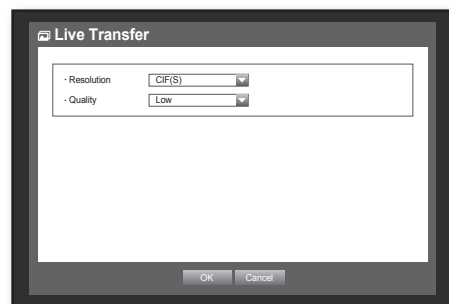 Live Transfer
· Resolution CIF(S)
· Quality Low
OK Cancel